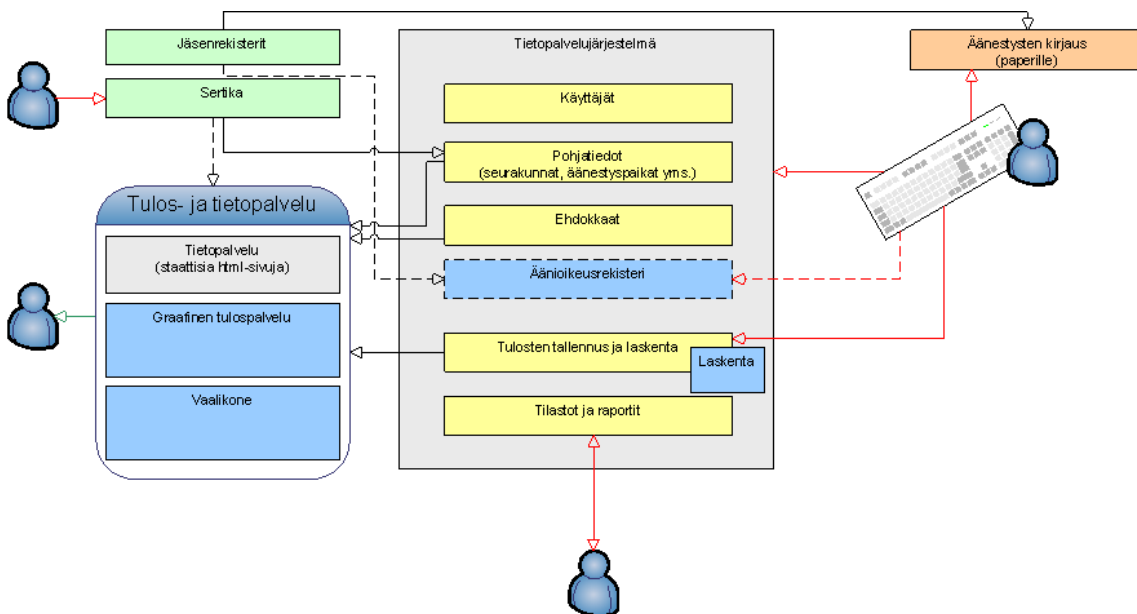 Jäsenrekisterit
Sertika
Tulos- ja tietopalvelu
Tietopalvelu
(staattisia html-sivuja)
Graafinen tulospalvelu
Vaalikone
Tietopalvelujärjestelmä
Käyttäjät
Pohjatiedot
(seurakunnat, äänestyspaikat yms.)
Ehdokkaat
Äänioikeusrekisteri
Tulosten tallennus ja laskenta
Laskenta
Tilastot ja raportit
Äänestysten kirjaus
(paperille)